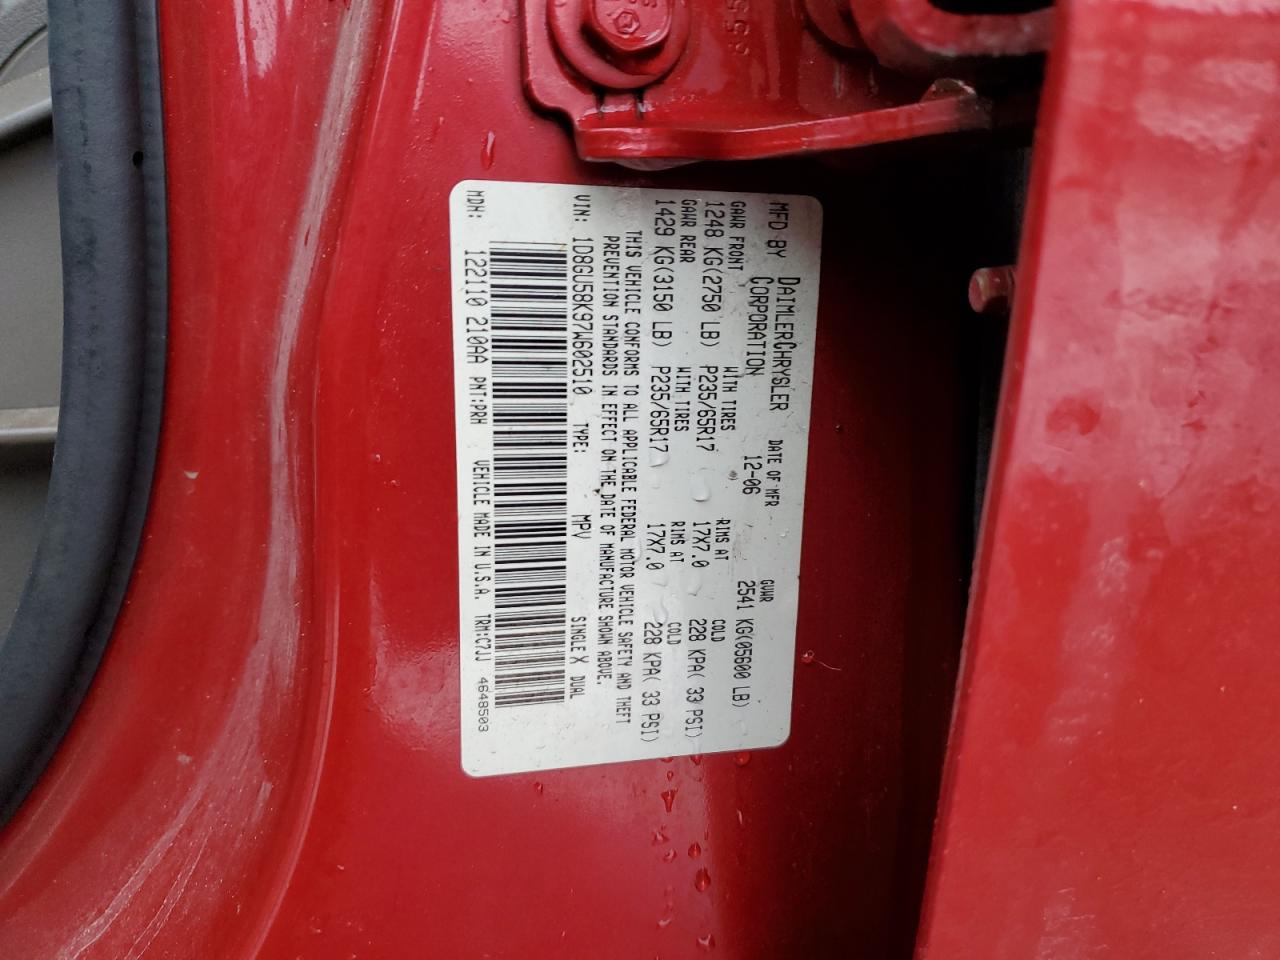 MFD BY DAIMLERCHRYSLER CORPORATION
DATE OF MFR
12-06
GVWR
2541 KG(05600 LB)
GAWR FRONT
WITH TIRES
RIMS AT
COLD
1248 KG(2750 LB) P235/65R17 17X7.0 228 KPA( 33 PSI)
GAWR REAR
WITH TIRES
RIMS AT
COLD
1429 KG(3150 LB) P235/65R17 17X7.0 228 KPA( 33 PSI)
THIS VEHICLE CONFORMS TO ALL APPLICABLE FEDERAL MOTOR VEHICLE SAFETY AND THEFT
PREVENTION STANDARDS IN EFFECT ON THE DATE OF MANUFACTURE SHOWN ABOVE.
VIN: 1D8GU58K97W602510 TYPE: MPV SINGLE X DUAL
MDH: 122110 210AA PNT:PRH VEHICLE MADE IN U.S.A. TRM:C7JJ 4648503